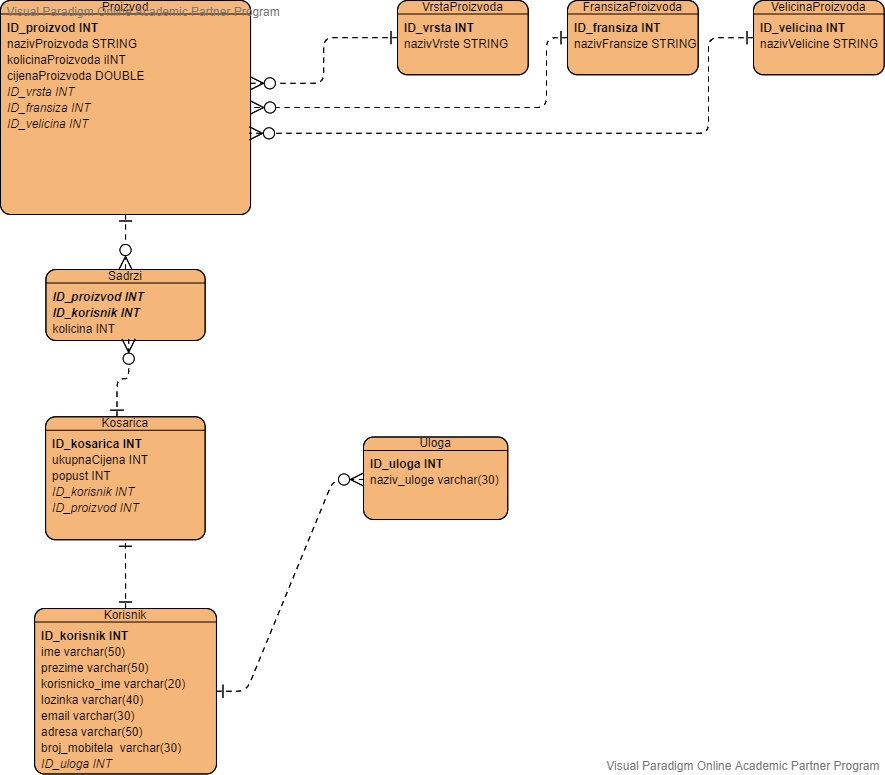 Proizvod
Visual Paradigm Online Academic Partner Program
ID_proizvod INT
nazivProizvoda STRING
kolicinaProizvoda iINT
cijenaProizvoda DOUBLE
ID_vrsta INT
ID_fransiza INT
ID_velicina INT
VrstaProizvoda
ID_vrsta INT
nazivVrste STRING
FransizaProizvoda
ID_fransiza INT
nazivFransize STRING
VelicinaProizvoda
ID_velicina INT
nazivVelicine STRING
Sadrzi
ID_proizvod INT
ID_korisnik INT
kolicina INT
Kosarica
ID_kosarica INT
ukupnaCijena INT
popust INT
ID_korisnik INT
ID_proizvod INT
Uloga
ID_uloga INT
naziv_uloge varchar(30)
Korisnik
ID_korisnik INT
ime varchar(50)
prezime varchar(50)
korisnicko_ime varchar(20)
lozinka varchar(40)
email varchar(30)
adresa varchar(50)
broj_mobitela  varchar(30)
ID_uloga INT
Visual Paradigm Online Academic Partner Program